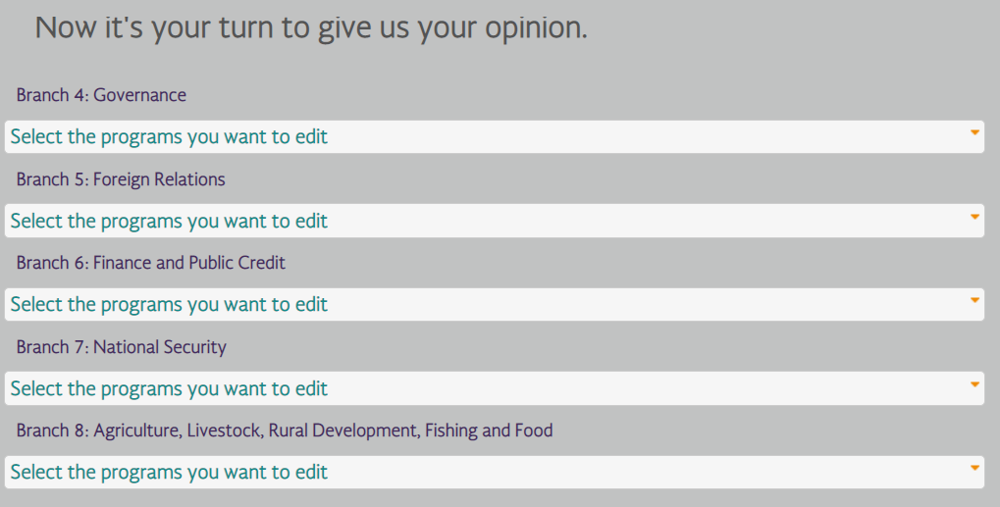 Now it's your turn to give us your opinion.
Branch 4: Governance
Select the programs you want to edit
Branch 5: Foreign Relations
Select the programs you want to edit
Branch 6: Finance and Public Credit
Select the programs you want to edit
Branch 7: National Security
Select the programs you want to edit
Branch 8: Agriculture, Livestock, Rural Development, Fishing and Food
Select the programs you want to edit